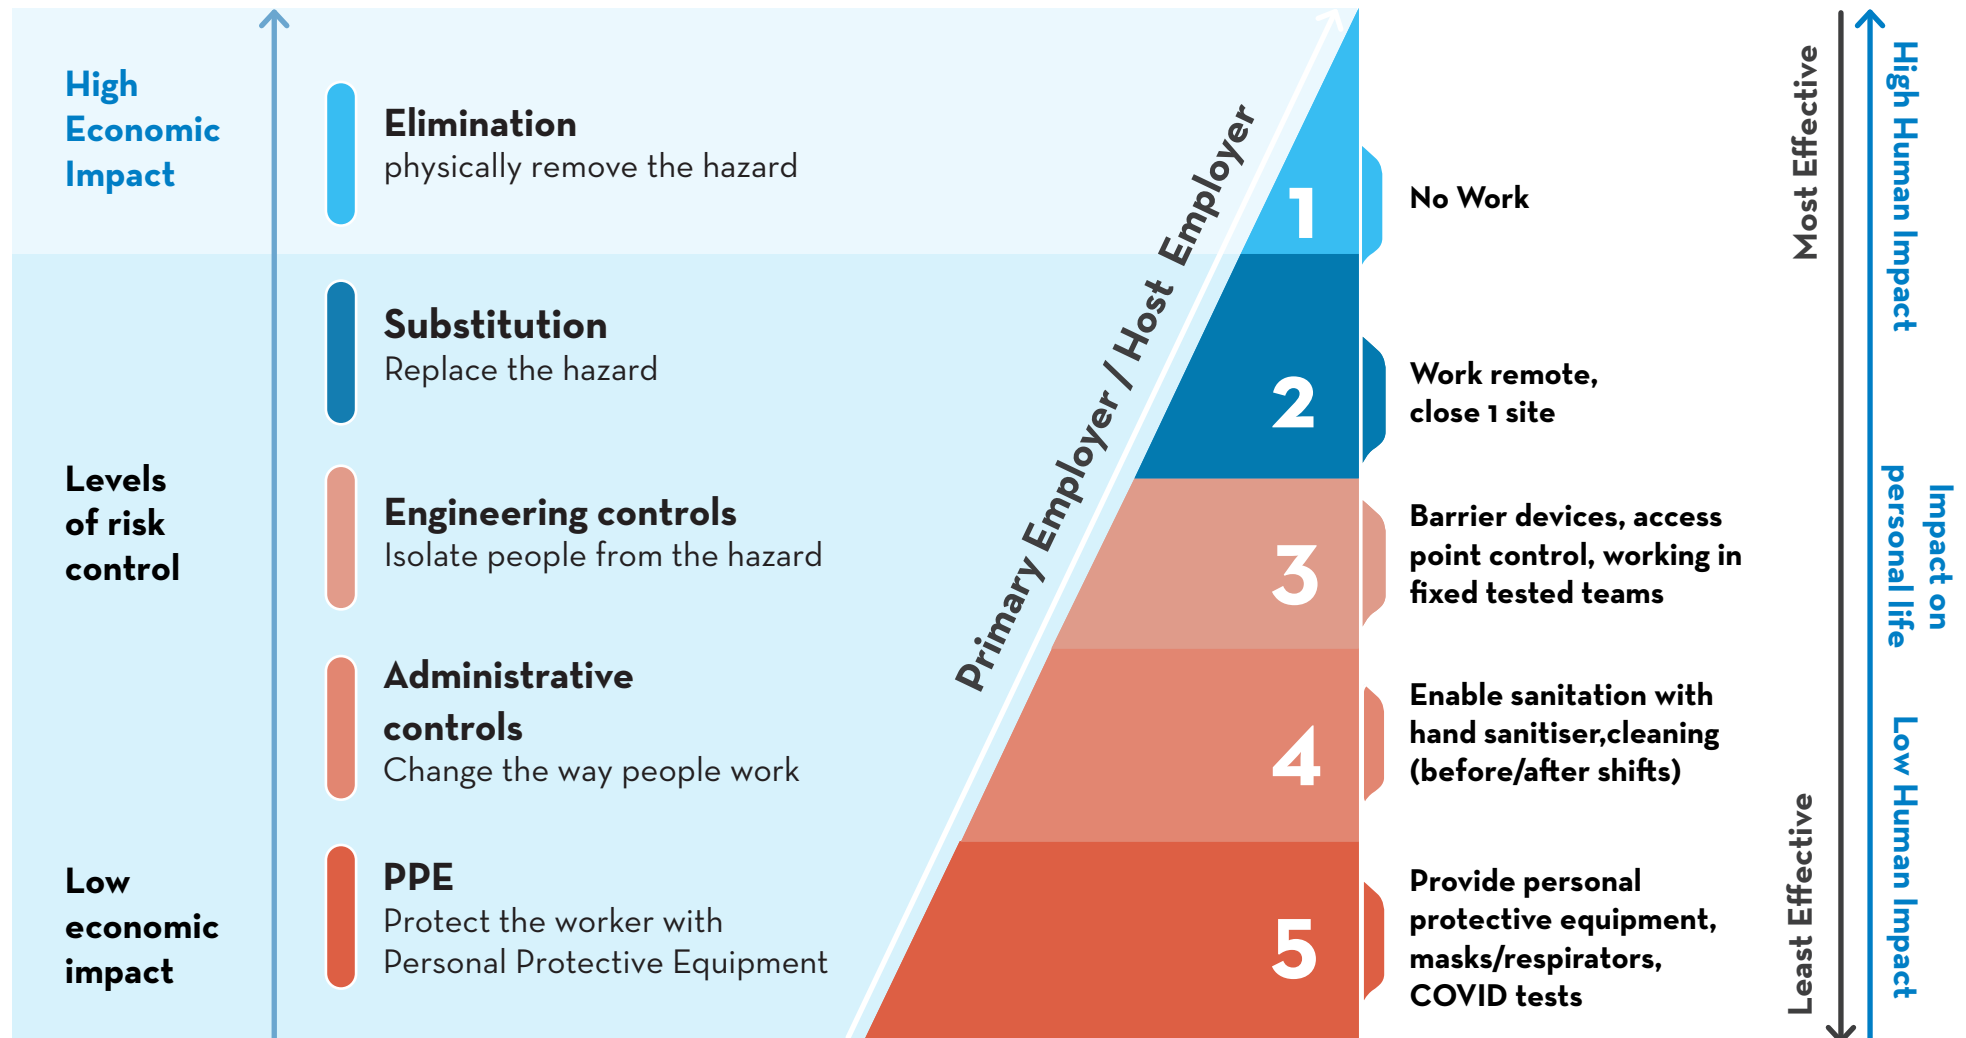 High
Economic
Impact
Levels
of risk
control
Low
economic
impact
Elimination
physically remove the hazard
Substitution
Replace the hazard
Engineering controls
Isolate people from the hazard
Administrative
controls
Change the way people work
PPE
Protect the worker with
Personal Protective Equipment
Primary Employer / Host Employer
1
2
3
4
5
No Work
Work remote,
close 1 site
Barrier devices, access
point control, working in
fixed tested teams
Enable sanitation with
hand sanitiser,cleaning
(before/after shifts)
Provide personal
protective equipment,
masks/respirators,
COVID tests
Most Effective
Least Effective
High Human Impact
Impact on
personal life
Low Human Impact